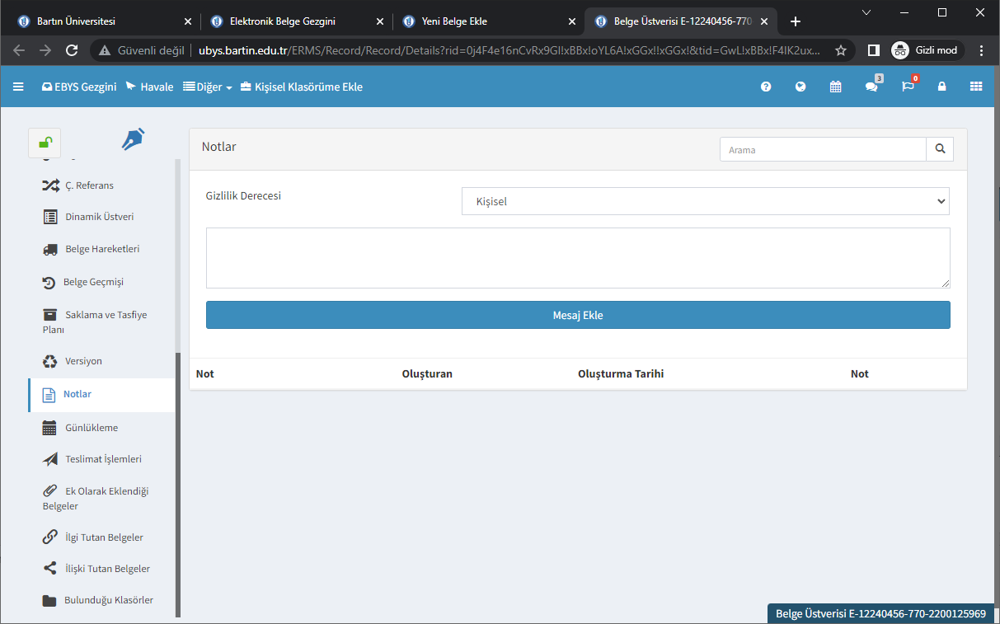 Bartın Üniversitesi
Elektronik Belge Gezgini
Yeni Belge Ekle
Belge Üstverisi E-12240456-770
Güvenli değil
ubys.bartin.edu.tr/ERMS/Record/Record/Details?rid=0j4F4e16nCvRx9GI!xBBx!oYL6A!xGGx!!xGGx!&tid=GwL!xBBx!F4IK2ux...
Gizli mod
EBYS Gezgini
Havale
Diğer
Kişisel Klasörüme Ekle
3
0
Ç. Referans
Dinamik Üstveri
Belge Hareketleri
Belge Geçmişi
Saklama ve Tasfiye
Planı
Versiyon
Notlar
Günlükleme
Teslimat İşlemleri
Ek Olarak Eklendiği
Belgeler
İlgi Tutan Belgeler
İlişki Tutan Belgeler
Bulunduğu Klasörler
Notlar
Arama
Gizlilik Derecesi
Kişisel
Mesaj Ekle
Not Oluşturan Oluşturma Tarihi Not
Belge Üstverisi E-12240456-770-2200125969